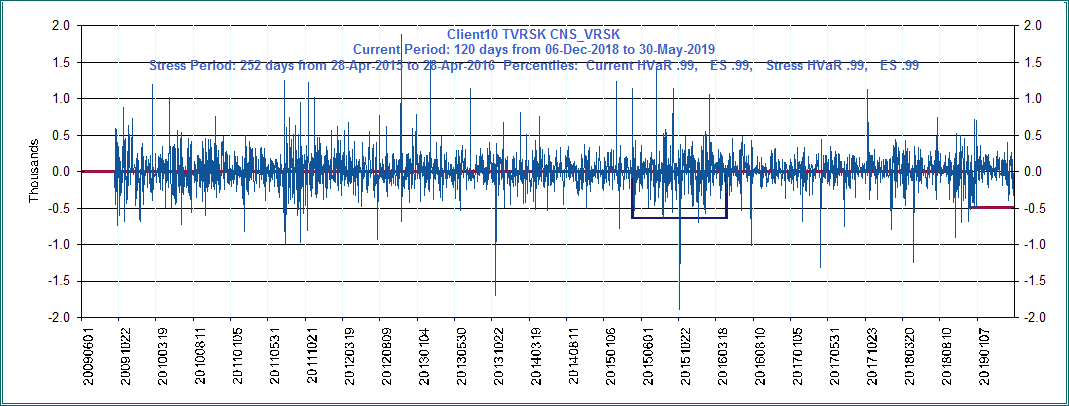 Client10 TVRSK CNS_VRSK
Current Period: 120 days from 06-Dec-2018 to 30-May-2019
Stress Period: 252 days from 28-Apr-2015 to 28-Apr-2016 Percentiles: Current HVaR .99, ES .99, Stress HVaR .99, ES .99
Thousands
2.0 2.0
1.5 1.5
1.0 1.0
0.5 0.5
0.0 0.0
-0.5 -0.5
-1.0 -1.0
-1.5 -1.5
-2.0 -2.0
20090601 20091022 20100319 20100811 20110105 20110531 20111021 20120319 20120809 20130104 20130530 20131022 20140319 20140811 20150106 20150601 20151022 20160318 20160810 20170105 20170531 20171023 20180320 20180810 20190107